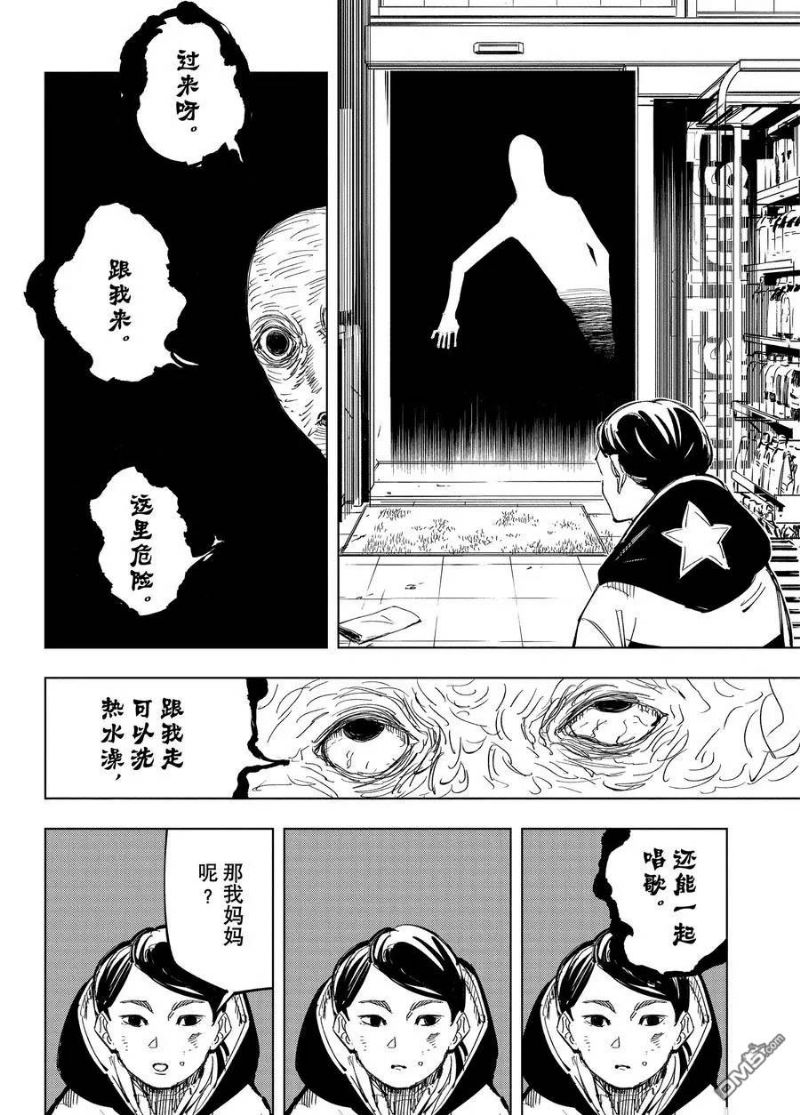 过来呀。
跟我来。
这里危险。
跟我走
可以洗
热水澡，
还能一起
唱歌。
那我妈妈
呢？
DM5.com